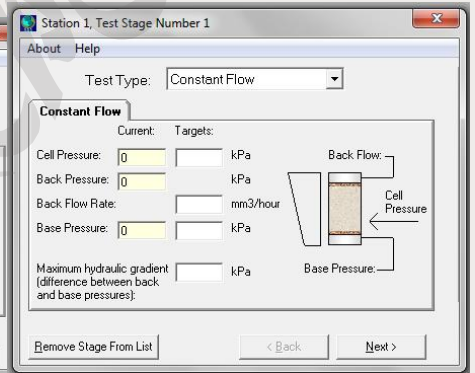 Station 1, Test Stage Number 1
About Help
Test Type: Constant Flow
Constant Flow
Current: Targets:
Cell Pressure: 0 kPa
Back Pressure: 0 kPa
Back Flow Rate: mm3/hour
Base Pressure: 0 kPa
Maximum hydraulic gradient
(difference between back
and base pressures): kPa
Back Flow:
Cell
Pressure
Base Pressure:
Remove Stage From List
< Back
Next >